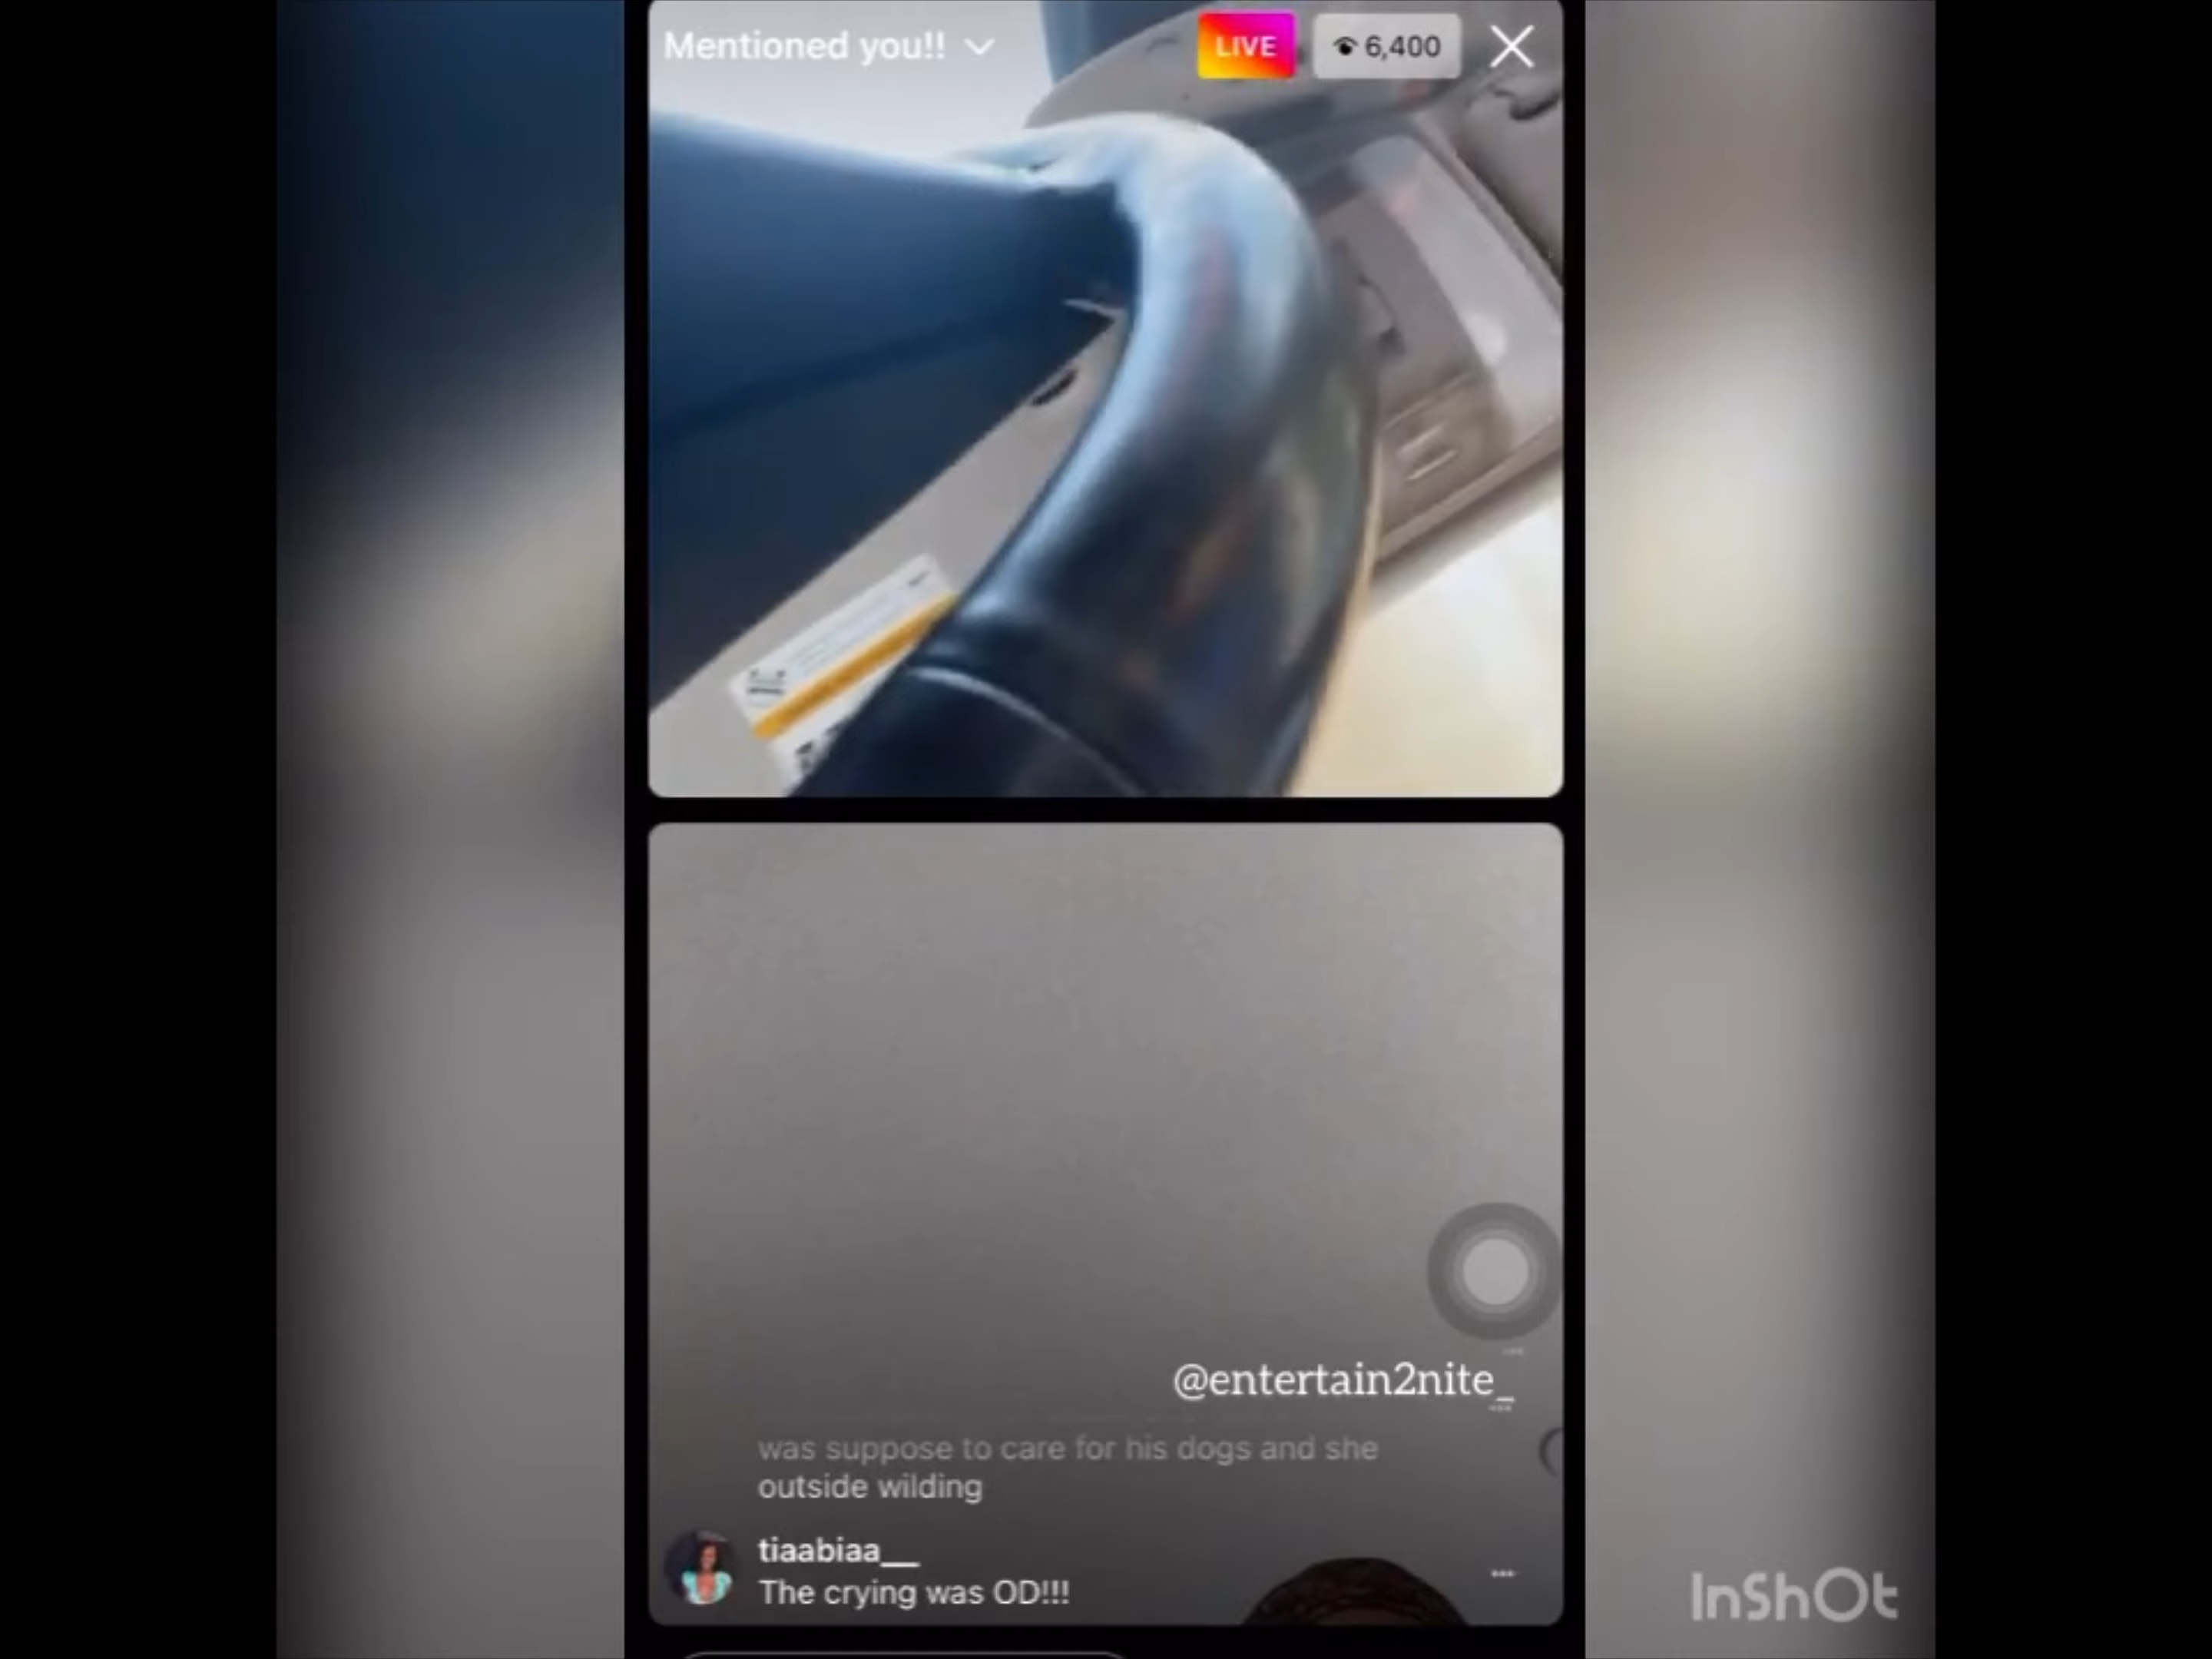 Mentioned you!!
LIVE
6,400
@entertain2nite_
was suppose to care for his dogs and she
outside wilding
tiaabiaa__
The crying was OD!!!
InShOt